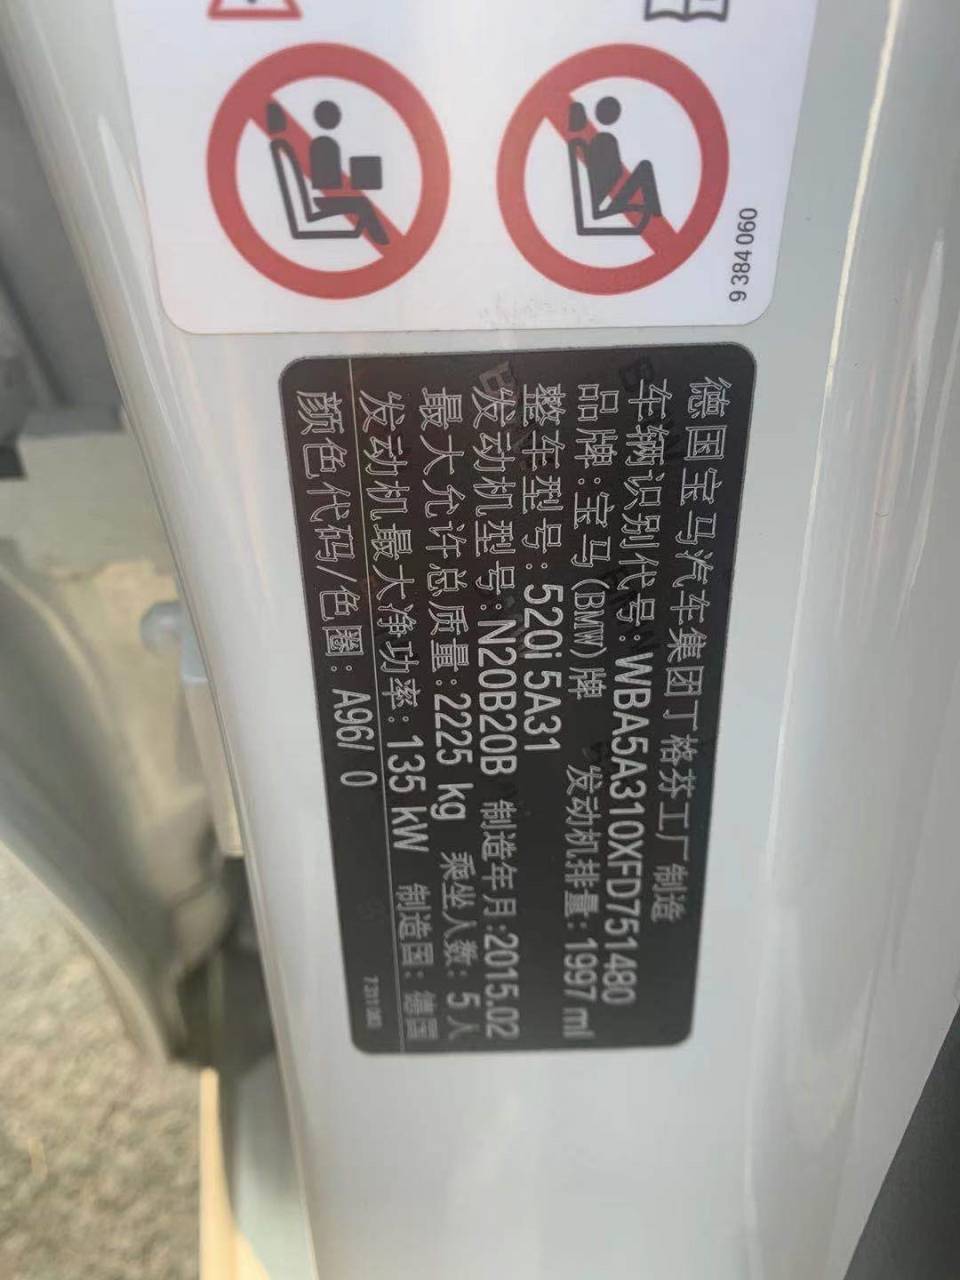 9 384 060
德国宝马汽车集团丁格芬工厂制造
车辆识别代号:WBA5A310XFD751480
品牌:宝马(BMW)牌 发动机排量:1997 ml
整车型号:520i 5A31
发动机型号:N20B20B 制造年月:2015.02
最大允许总质量:2225 kg 乘坐人数: 5 人
发动机最大净功率:135 kW 制造国: 德国
颜色代码/色圈: A96/ 0